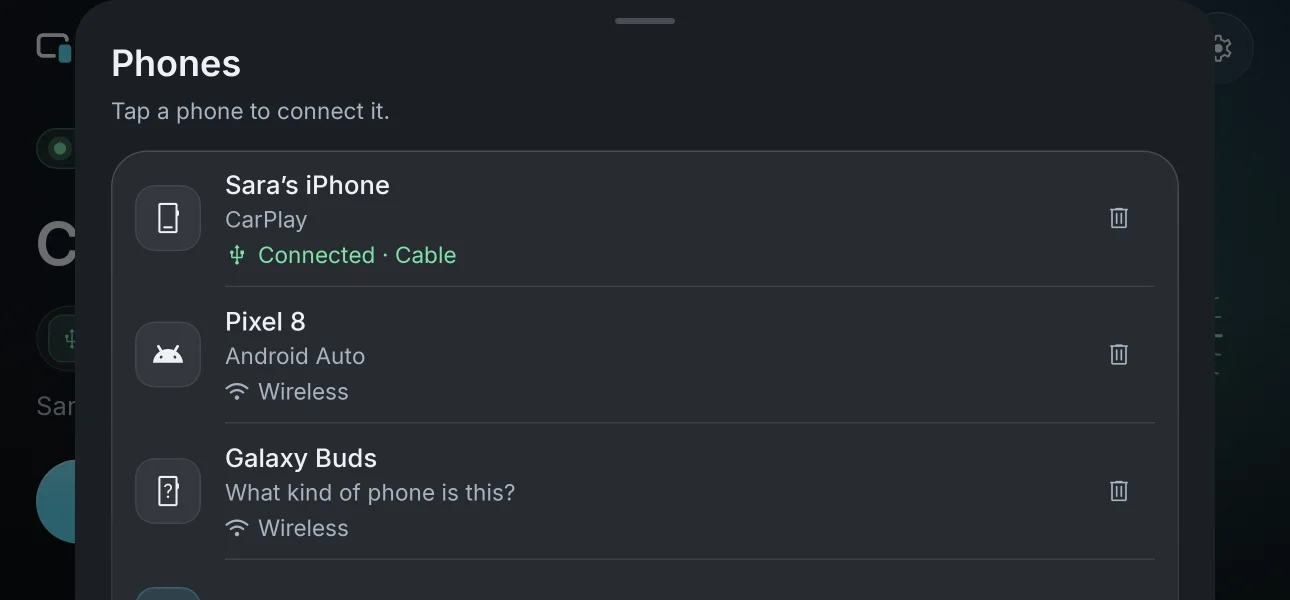 Phones
Tap a phone to connect it.
Sara’s iPhone
CarPlay
Connected · Cable
Pixel 8
Android Auto
Wireless
Galaxy Buds
What kind of phone is this?
Wireless